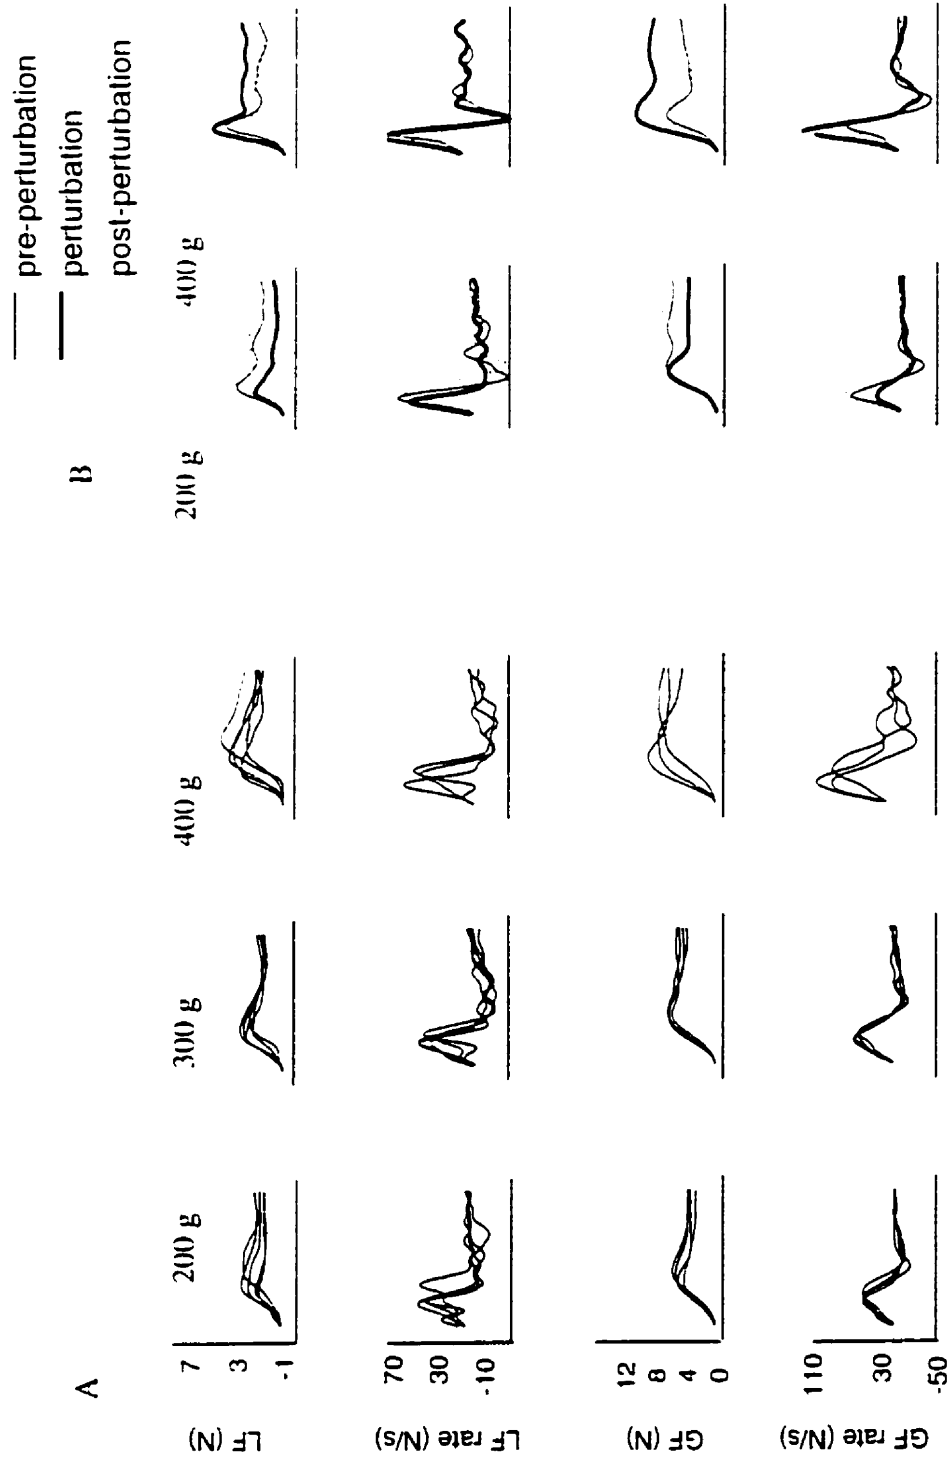 pre-perturbation
perturbation
post-perturbation
A
B
200 g
300 g
400 g
200 g
400 g
LF (N)
7
3
-1
LF rate (N/s)
70
30
-10
GF (N)
12
8
4
0
GF rate (N/s)
110
30
-50